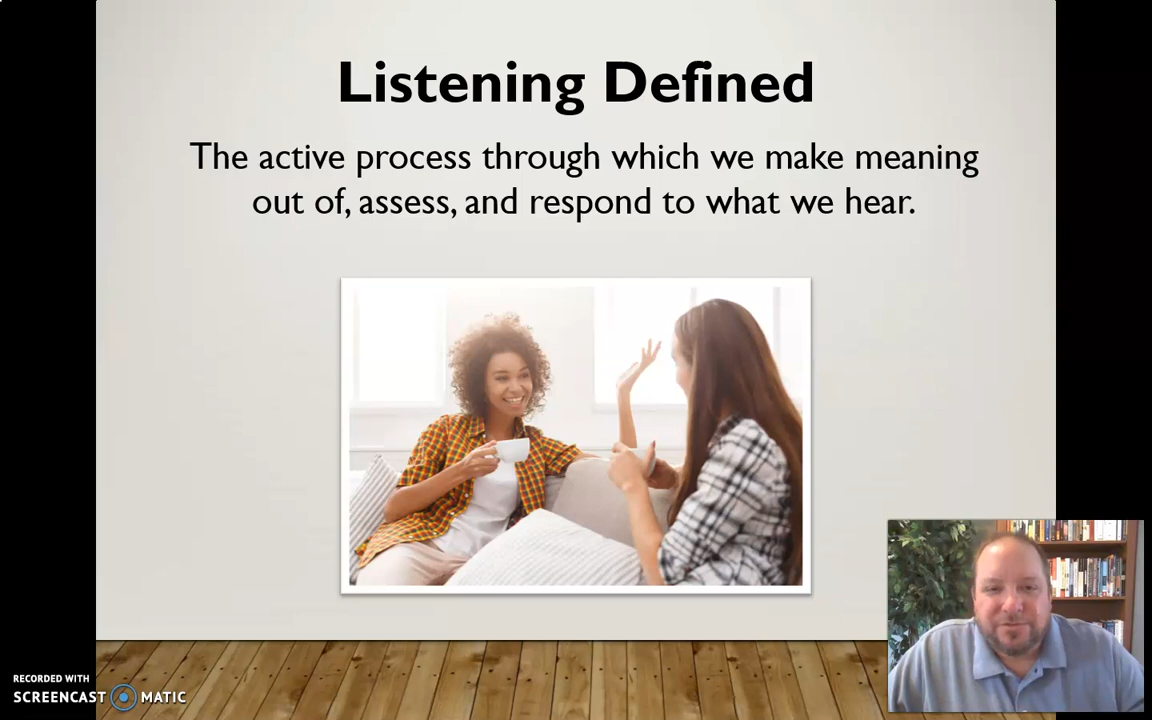 Listening Defined
The active process through which we make meaning
out of, assess, and respond to what we hear.
RECORDED WITH
SCREENCAST MATIC